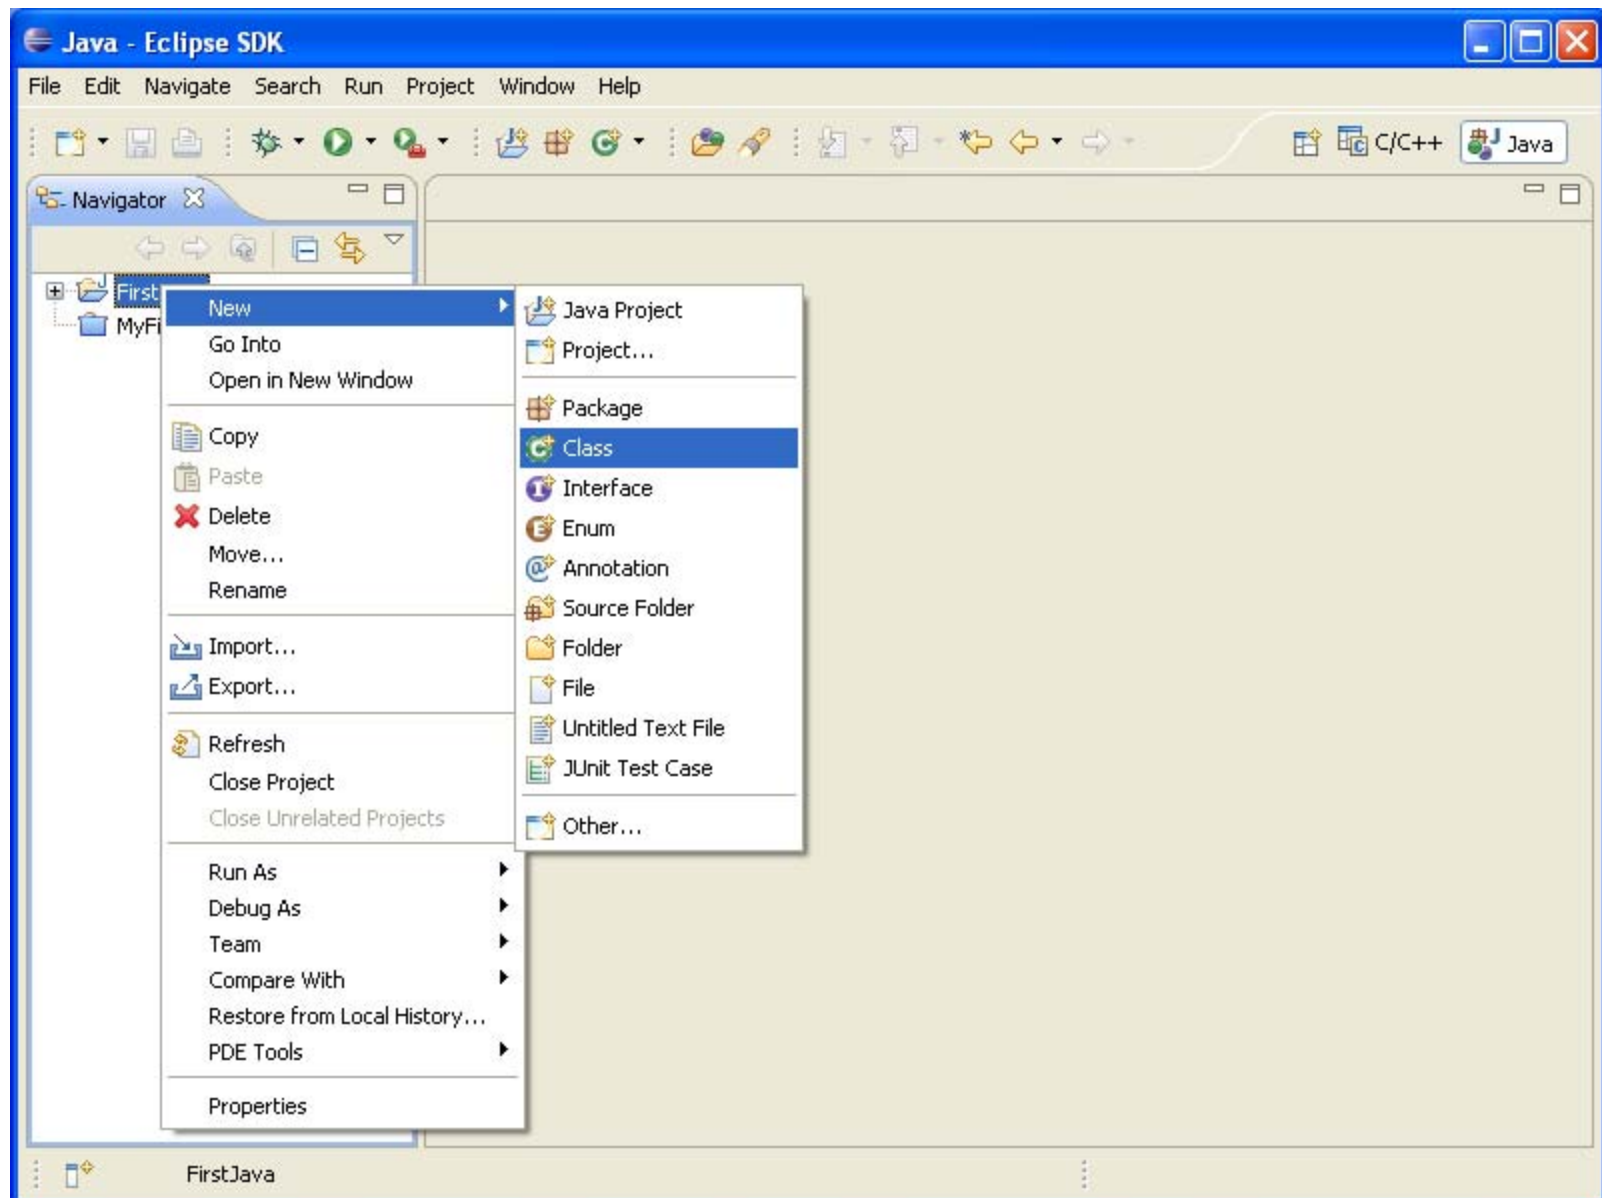 Java - Eclipse SDK
File Edit Navigate Search Run Project Window Help
C/C++ Java
Navigator
First
MyFi
New
Go Into
Open in New Window
Copy
Paste
Delete
Move...
Rename
Import...
Export...
Refresh
Close Project
Close Unrelated Projects
Run As
Debug As
Team
Compare With
Restore from Local History...
PDE Tools
Properties
Java Project
Project...
Package
Class
Interface
Enum
Annotation
Source Folder
Folder
File
Untitled Text File
JUnit Test Case
Other...
FirstJava